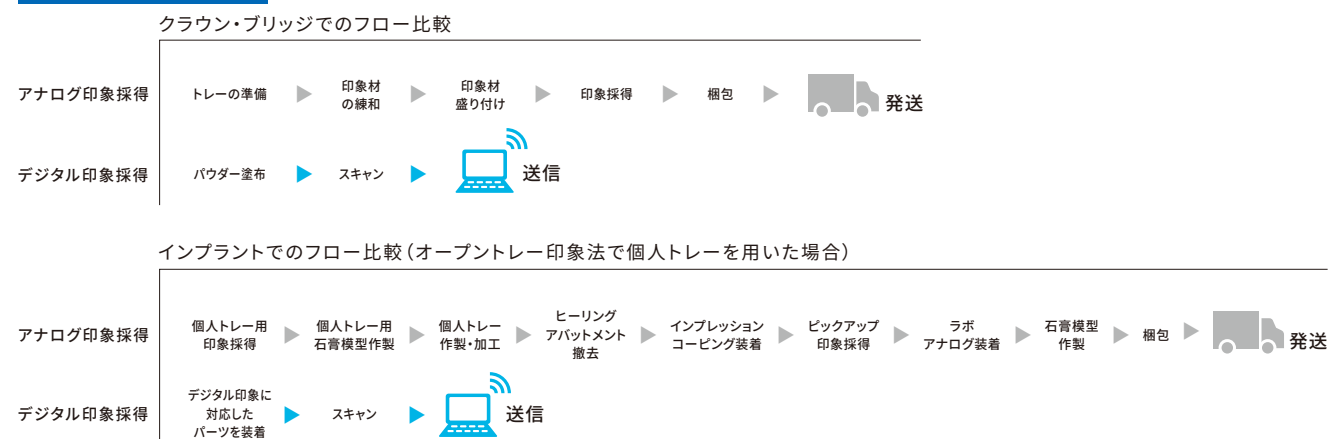 クラウン・ブリッジでのフロー比較
アナログ印象採得
トレーの準備
印象材
の練和
印象材
盛り付け
印象採得
梱包
発送
デジタル印象採得
パウダー塗布
スキャン
送信
インプラントでのフロー比較（オープントレー印象法で個人トレーを用いた場合）
アナログ印象採得
個人トレー用
印象採得
個人トレー用
石膏模型作製
個人トレー
作製・加工
ヒーリング
アバットメント
撤去
インプレッション
コーピング装着
ピックアップ
印象採得
ラボ
アナログ装着
石膏模型
作製
梱包
発送
デジタル印象採得
デジタル印象に
対応した
パーツを装着
スキャン
送信